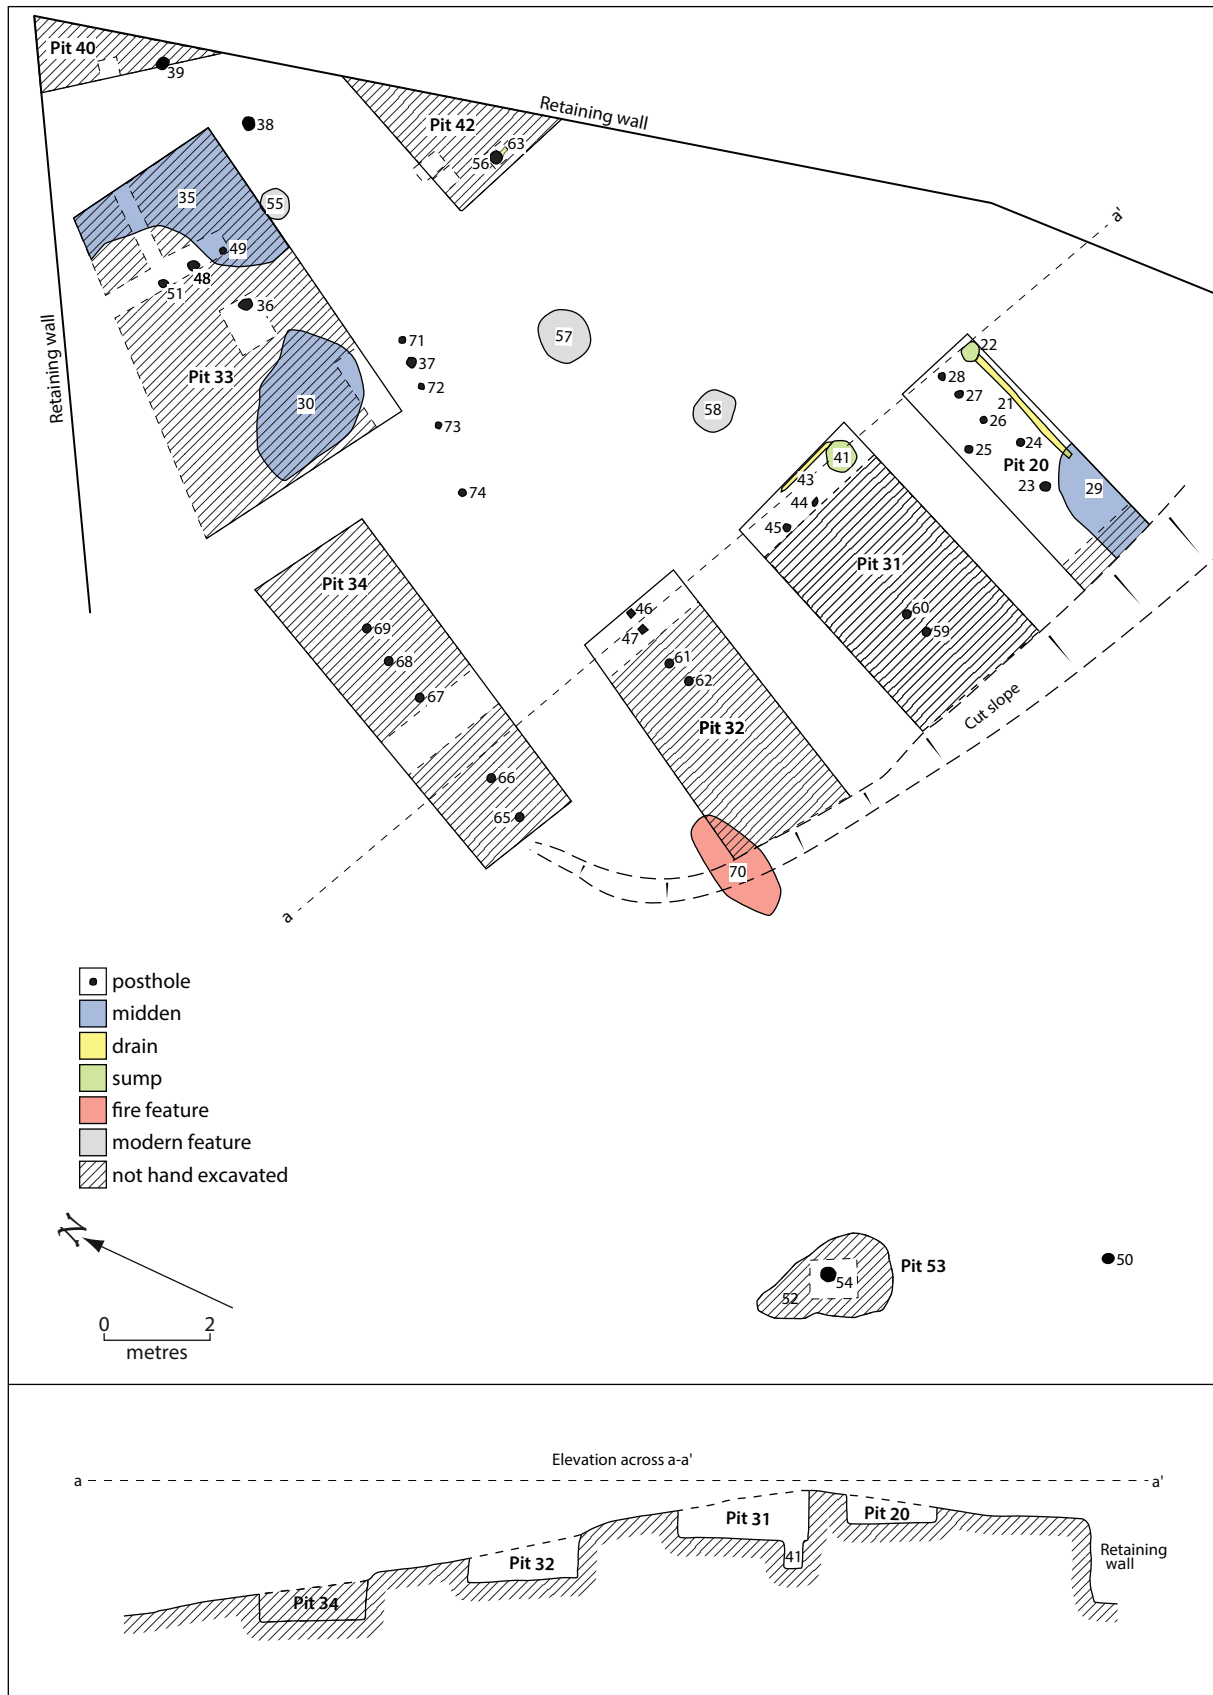 Pit 40
39
38
Retaining wall
Pit 42
63
56
35
55
49
48
51
36
Pit 33
30
Retaining wall
71
37
72
73
74
57
58
a'
22
28
27
21
26
25
24
Pit 20
23
29
41
43
44
45
Pit 31
60
59
Cut slope
46
47
61
62
Pit 32
70
Pit 34
69
68
67
66
65
a
posthole
midden
drain
sump
fire feature
modern feature
not hand excavated
N
0 2
metres
52
54
Pit 53
50
Elevation across a-a'
a
a'
Pit 31
Pit 20
41
Pit 32
Pit 34
Retaining
wall